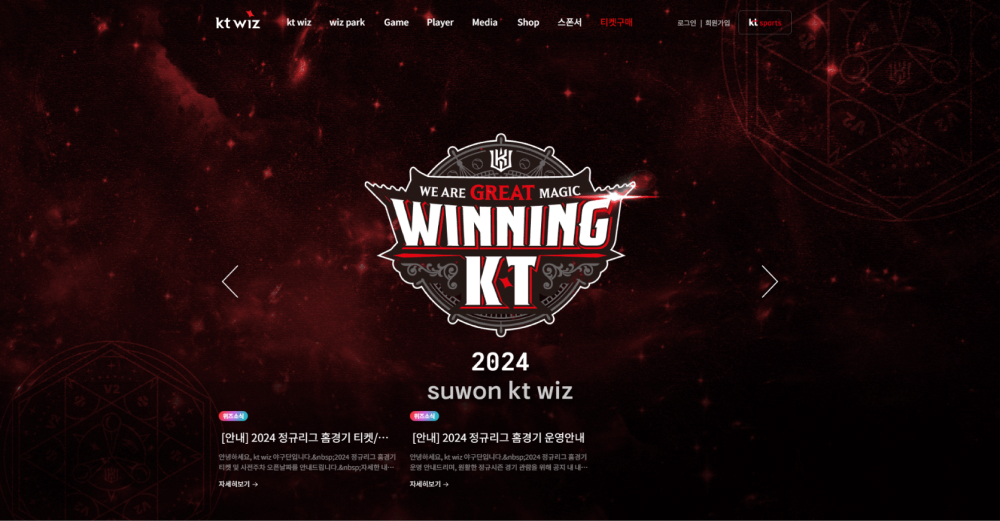 kt wiz
kt wiz wiz park Game Player Media Shop 스폰서 티켓구매
로그인 | 회원가입
kt sports
WE ARE GREAT MAGIC
WINNING
KT
2024
suwon kt wiz
위즈소식
[안내] 2024 정규리그 홈경기 티켓/…
안녕하세요, kt wiz 야구단입니다.&nbsp;2024 정규리그 홈경기
티켓 및 사전주차 오픈날짜를 안내드립니다.&nbsp;자세한 내…
자세히보기 →
위즈소식
[안내] 2024 정규리그 홈경기 운영안내
안녕하세요, kt wiz 야구단입니다.&nbsp;2024 정규리그 홈경기
운영 안내드리며, 원활한 정규시즌 경기 관람을 위해 공지 내 내…
자세히보기 →